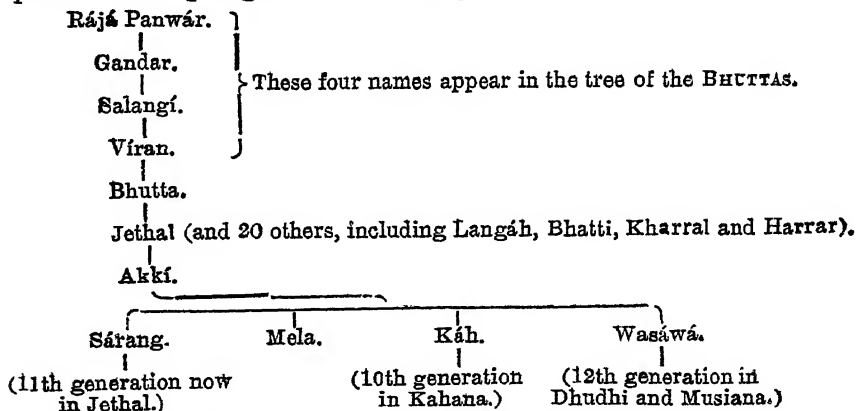 Rájá Panwár.
Gandar.
These four names appear in the tree of the BHUTTAS.
Salangí.
Víran.
Bhutta.
Jethal (and 20 others, including Langáh, Bhatti, Kharral and Harrar).
Akkí.
Sárang. Mela. Káh. Wasáwá.
(11th generation now (10th generation (12th generation in
in Jethal.) in Kahana.) Dhudhi and Musiana.)